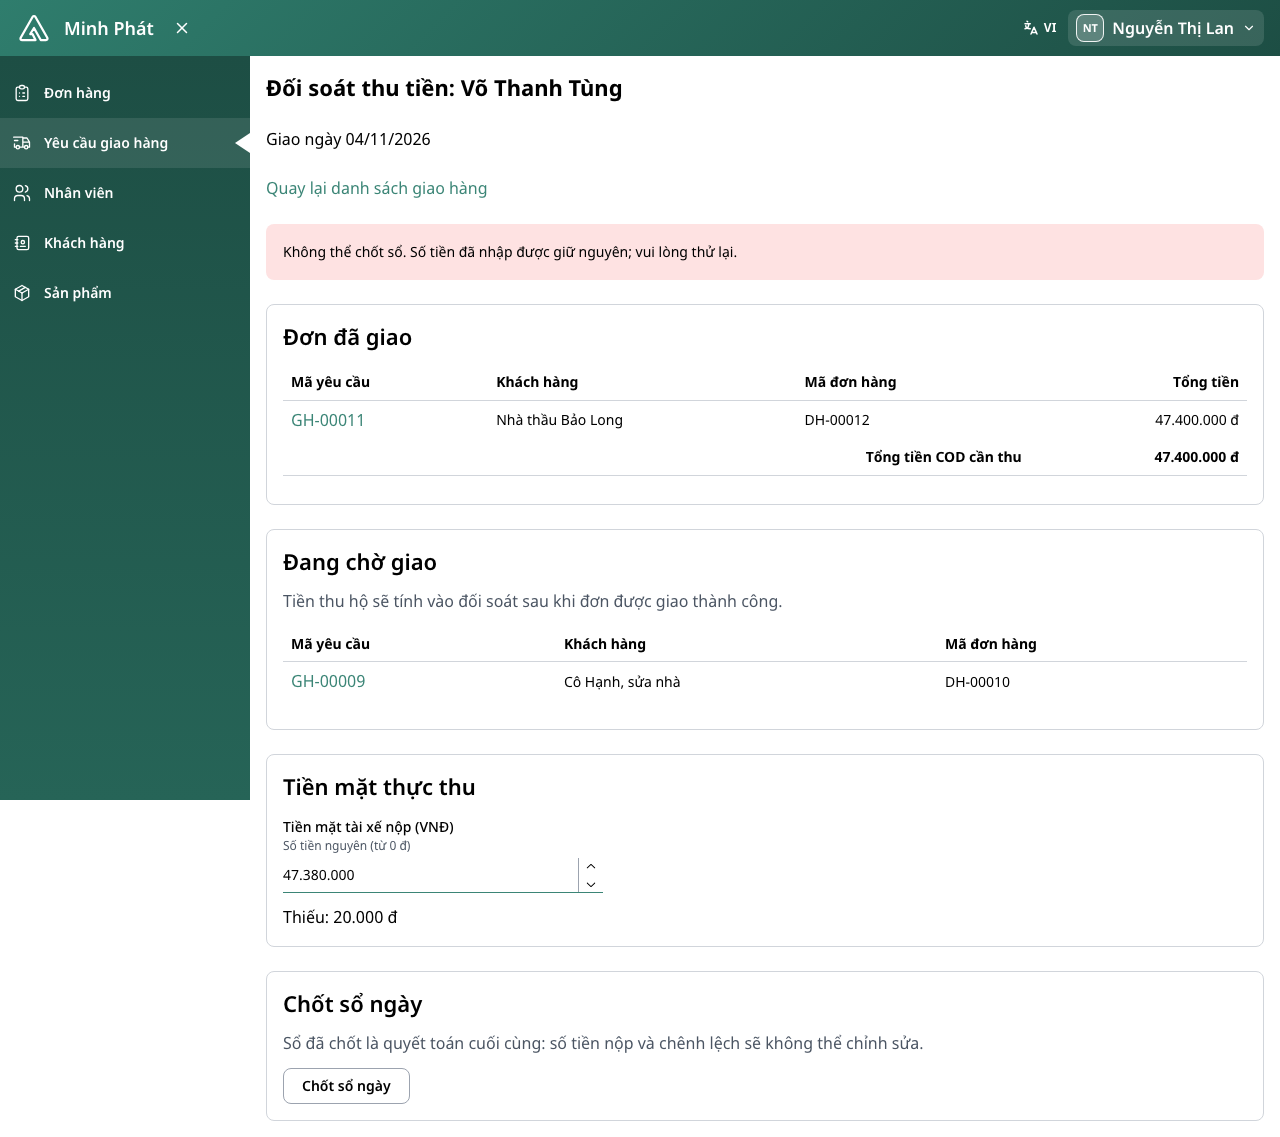 Minh Phát
VI
NT
Nguyễn Thị Lan
Đơn hàng
Yêu cầu giao hàng
Nhân viên
Khách hàng
Sản phẩm
Đối soát thu tiền: Võ Thanh Tùng
Giao ngày 04/11/2026
Quay lại danh sách giao hàng
Không thể chốt sổ. Số tiền đã nhập được giữ nguyên; vui lòng thử lại.
Đơn đã giao
Mã yêu cầu Khách hàng Mã đơn hàng Tổng tiền
GH-00011 Nhà thầu Bảo Long DH-00012 47.400.000 đ
Tổng tiền COD cần thu 47.400.000 đ
Đang chờ giao
Tiền thu hộ sẽ tính vào đối soát sau khi đơn được giao thành công.
Mã yêu cầu Khách hàng Mã đơn hàng
GH-00009 Cô Hạnh, sửa nhà DH-00010
Tiền mặt thực thu
Tiền mặt tài xế nộp (VNĐ)
Số tiền nguyên (từ 0 đ)
47.380.000
Thiếu: 20.000 đ
Chốt sổ ngày
Sổ đã chốt là quyết toán cuối cùng: số tiền nộp và chênh lệch sẽ không thể chỉnh sửa.
Chốt sổ ngày